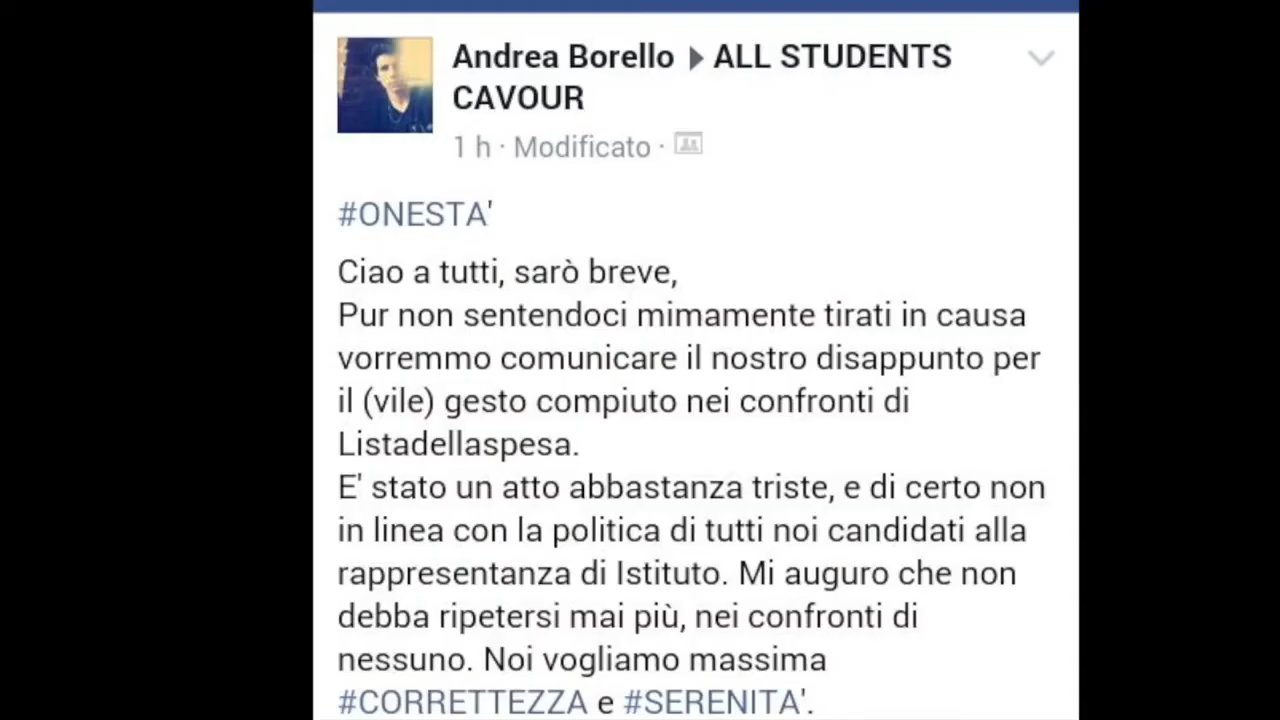 Andrea Borello ▶ ALL STUDENTS
CAVOUR
1 h · Modificato ·
#ONESTA'
Ciao a tutti, sarò breve,
Pur non sentendoci mimamente tirati in causa
vorremmo comunicare il nostro disappunto per
il (vile) gesto compiuto nei confronti di
Listadellaspesa.
E' stato un atto abbastanza triste, e di certo non
in linea con la politica di tutti noi candidati alla
rappresentanza di Istituto. Mi auguro che non
debba ripetersi mai più, nei confronti di
nessuno. Noi vogliamo massima
#CORRETTEZZA e #SERENITA'.